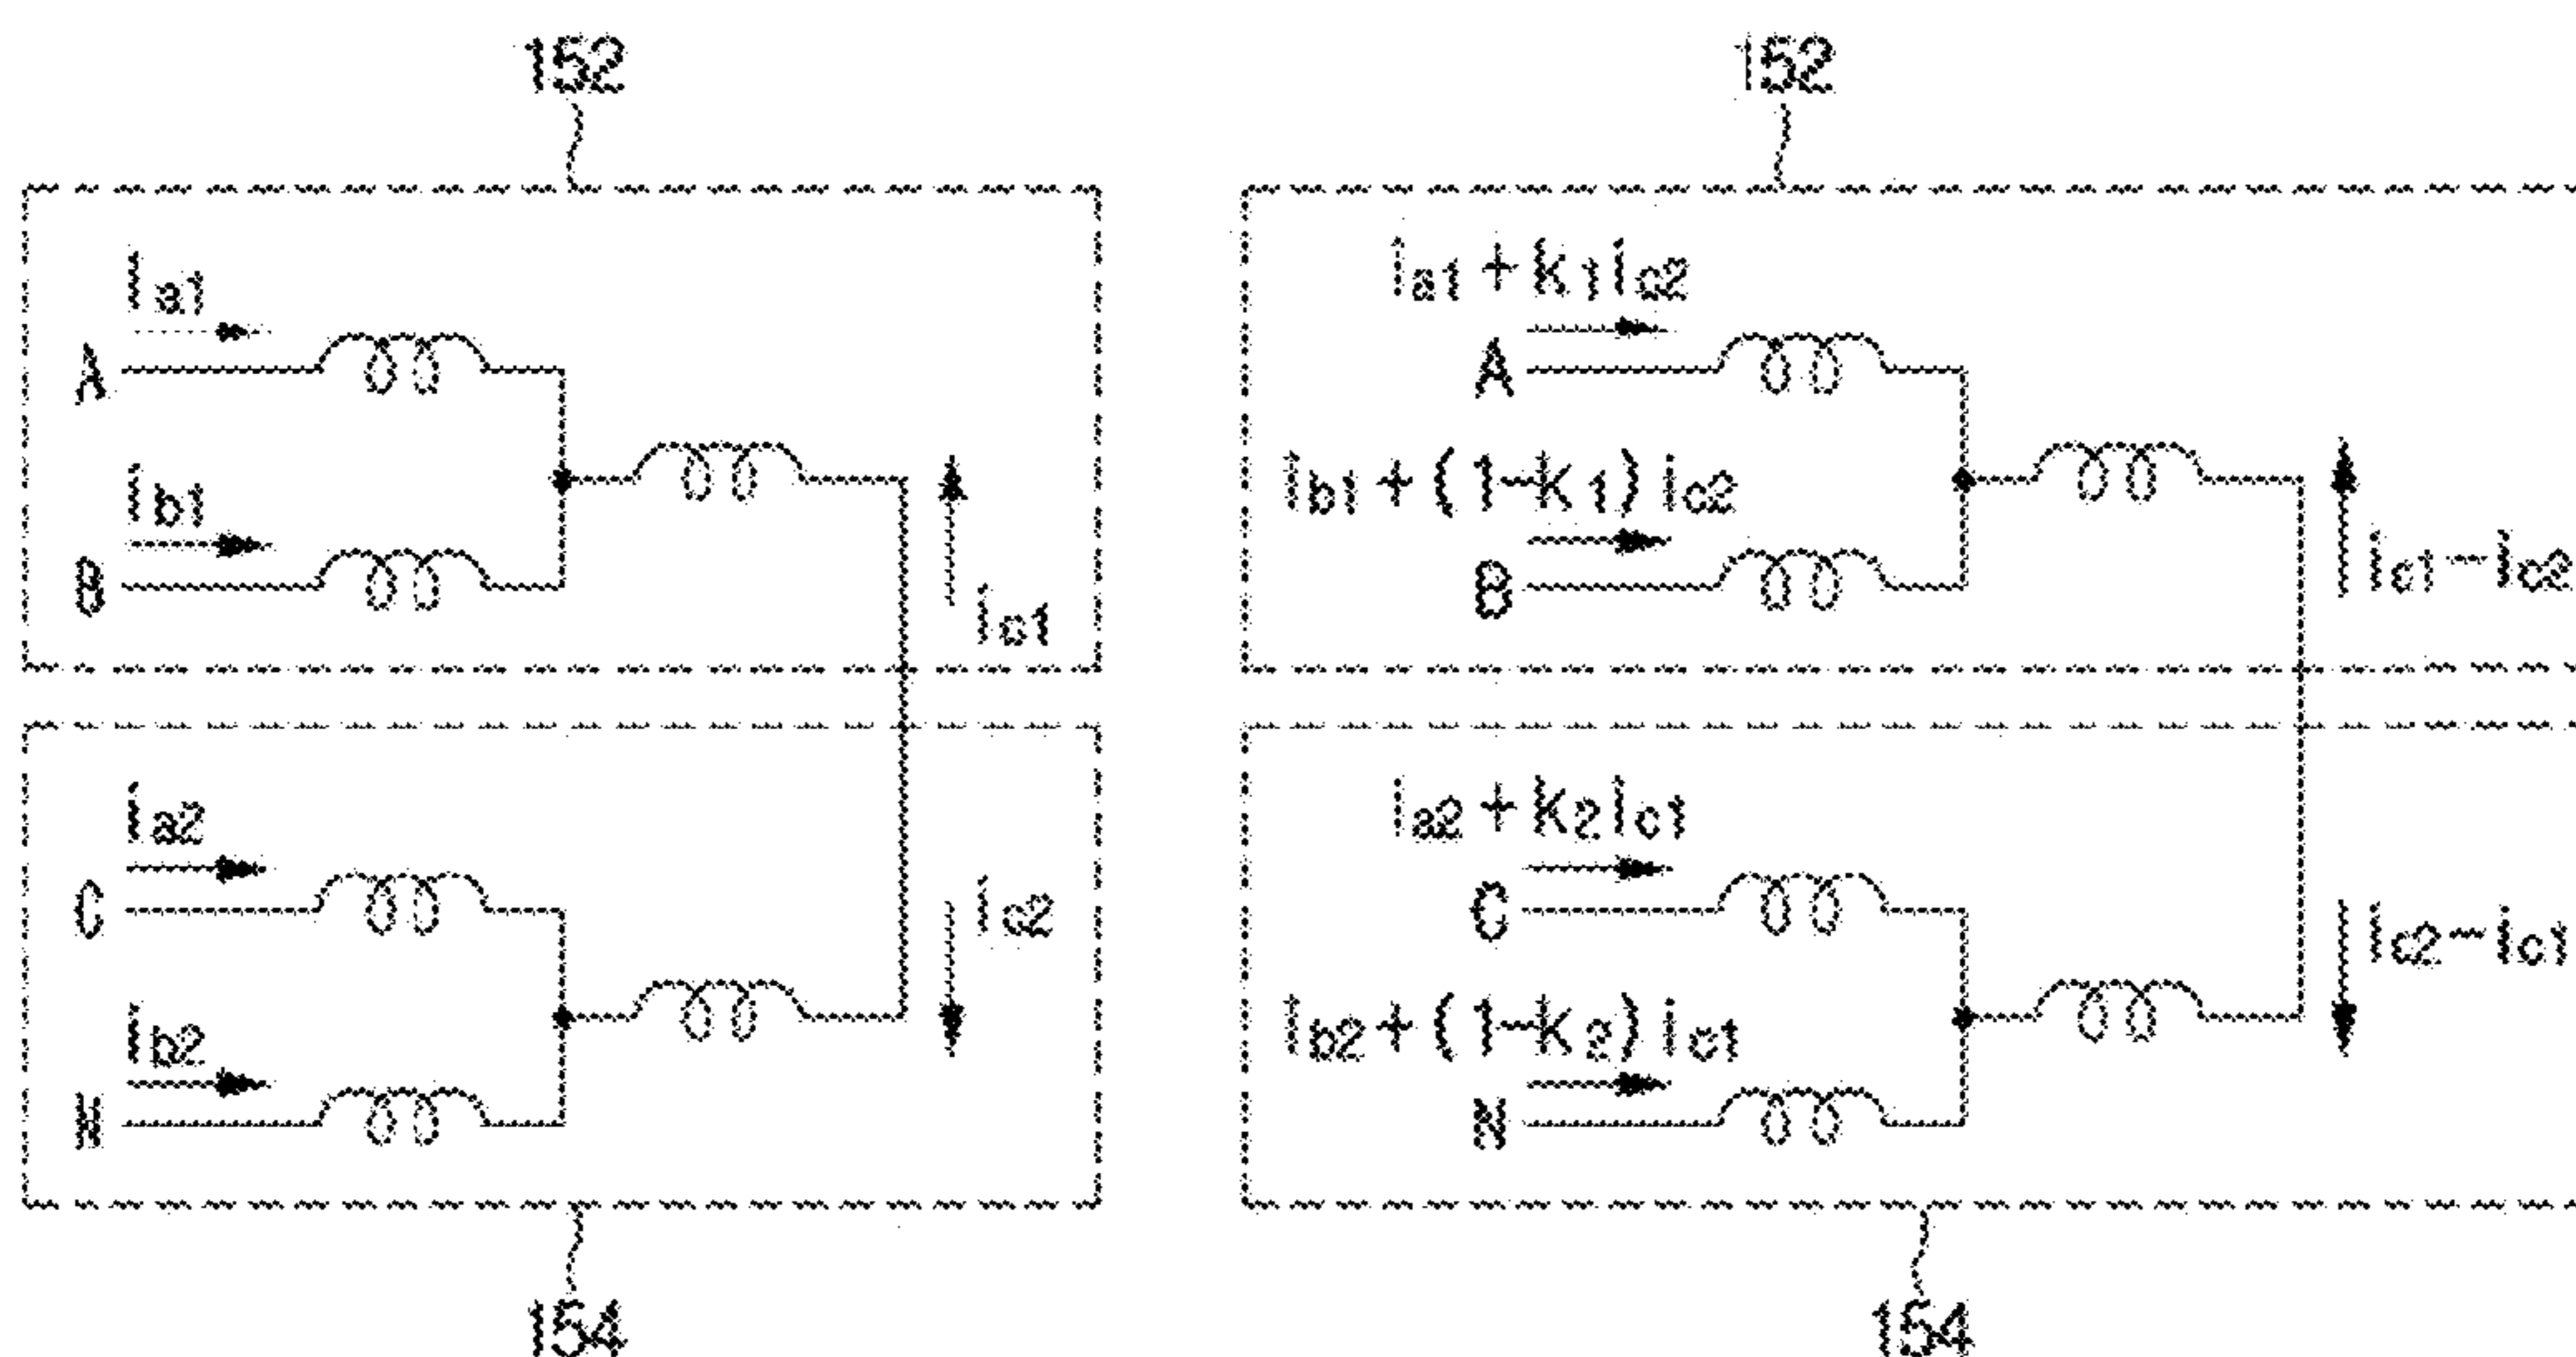 152
152
ia1
A
ib1
B
ic1
ia1+k1ic2
A
ib1+(1-k1)ic2
B
ic1-ic2
ia2
C
ib2
N
ic2
ia2+k2ic1
C
ib2+(1-k2)ic1
N
ic2-ic1
154
154